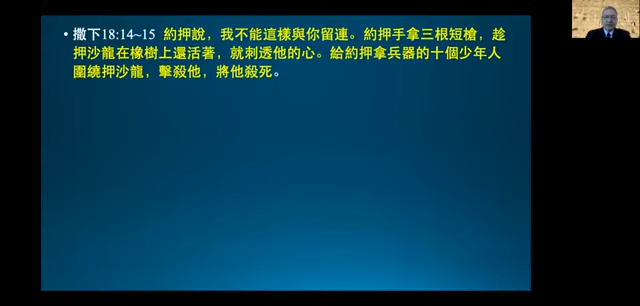 • 撒下18:14~15 約押說，我不能這樣與你留連。約押手拿三根短槍，趁
押沙龍在橡樹上還活著，就刺透他的心。給約押拿兵器的十個少年人
圍繞押沙龍，擊殺他，將他殺死。